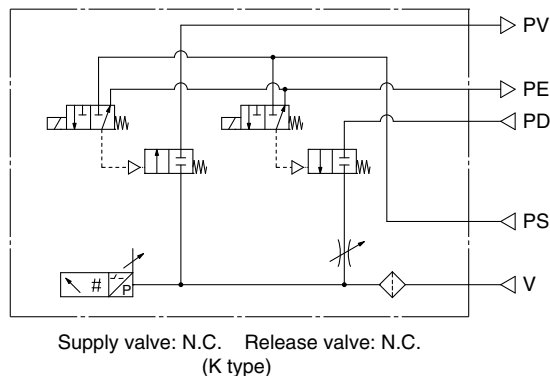 PV
PE
PD
PS
V
#
P
Supply valve: N.C. Release valve: N.C.
(K type)